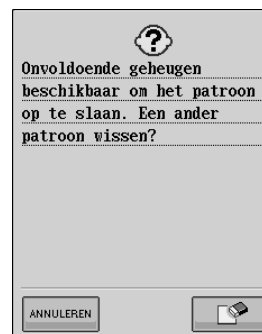 Onvoldoende geheugen
beschikbaar om het patroon
op te slaan. Een ander
patroon wissen?
ANNULEREN